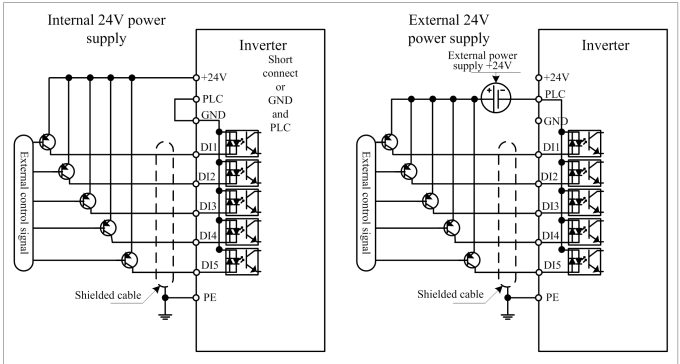 Internal 24V power
supply
Inverter
Short
connect
or
GND
and
PLC
+24V
PLC
GND
DI1
DI2
DI3
DI4
DI5
PE
External control signal
Shielded cable
External 24V
power supply
External power
supply +24V
Inverter
+24V
PLC
GND
DI1
DI2
DI3
DI4
DI5
PE
External control signal
Shielded cable